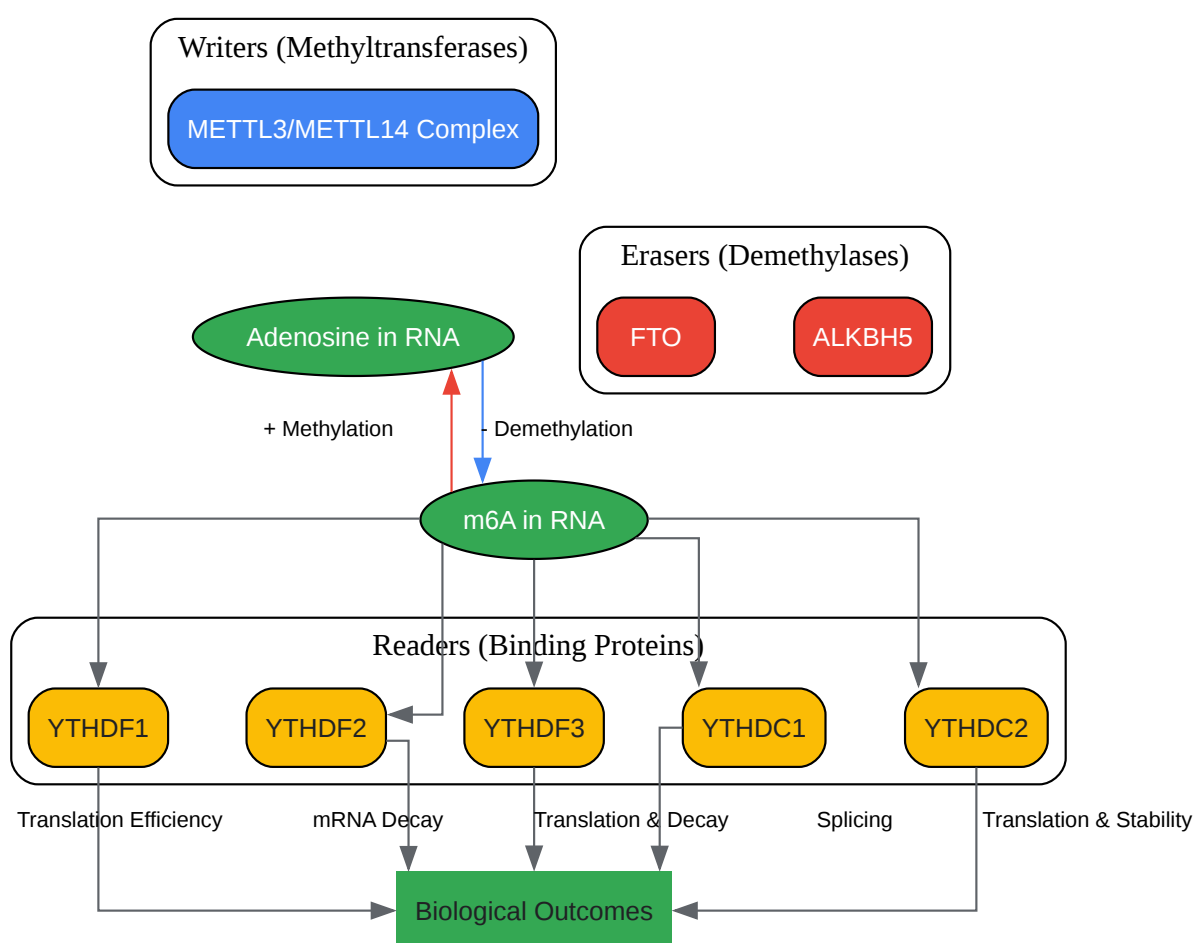 Writers (Methyltransferases)
METTL3/METTL14 Complex
Erasers (Demethylases)
Adenosine in RNA
FTO
ALKBH5
+ Methylation
- Demethylation
m6A in RNA
Readers (Binding Proteins)
YTHDF1
YTHDF2
YTHDF3
YTHDC1
YTHDC2
Translation Efficiency
mRNA Decay
Translation & Decay
Splicing
Translation & Stability
Biological Outcomes